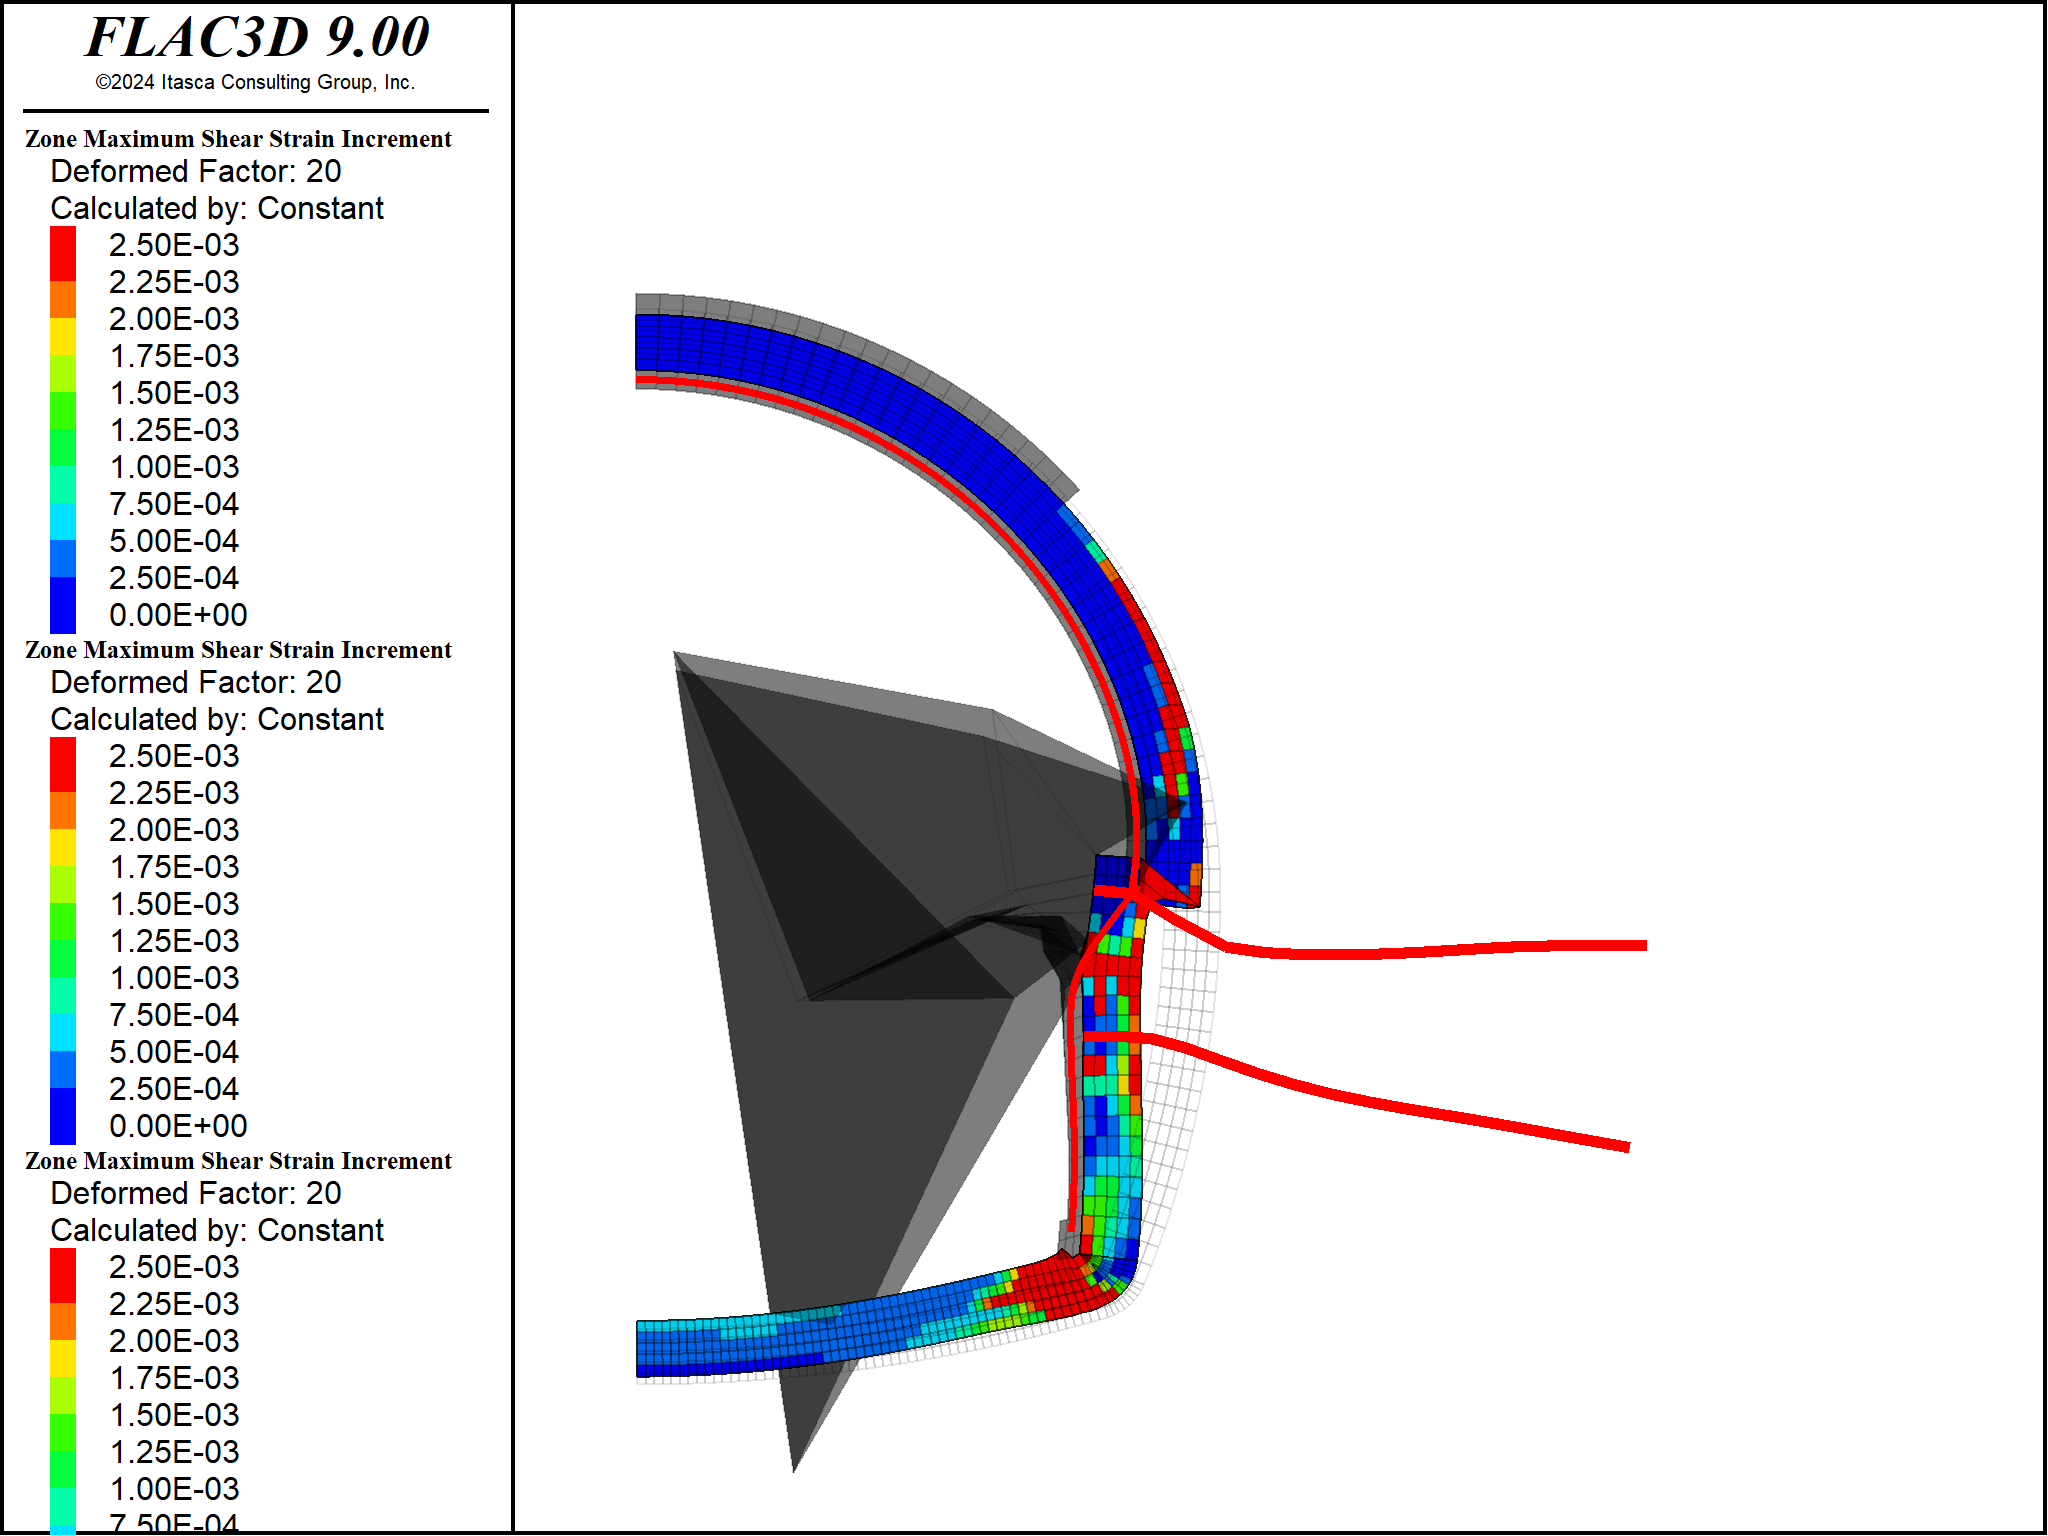 FLAC3D 9.00
©2024 Itasca Consulting Group, Inc.
Zone Maximum Shear Strain Increment
Deformed Factor: 20
Calculated by: Constant
2.50E-03
2.25E-03
2.00E-03
1.75E-03
1.50E-03
1.25E-03
1.00E-03
7.50E-04
5.00E-04
2.50E-04
0.00E+00
Zone Maximum Shear Strain Increment
Deformed Factor: 20
Calculated by: Constant
2.50E-03
2.25E-03
2.00E-03
1.75E-03
1.50E-03
1.25E-03
1.00E-03
7.50E-04
5.00E-04
2.50E-04
0.00E+00
Zone Maximum Shear Strain Increment
Deformed Factor: 20
Calculated by: Constant
2.50E-03
2.25E-03
2.00E-03
1.75E-03
1.50E-03
1.25E-03
1.00E-03
7.50E-04